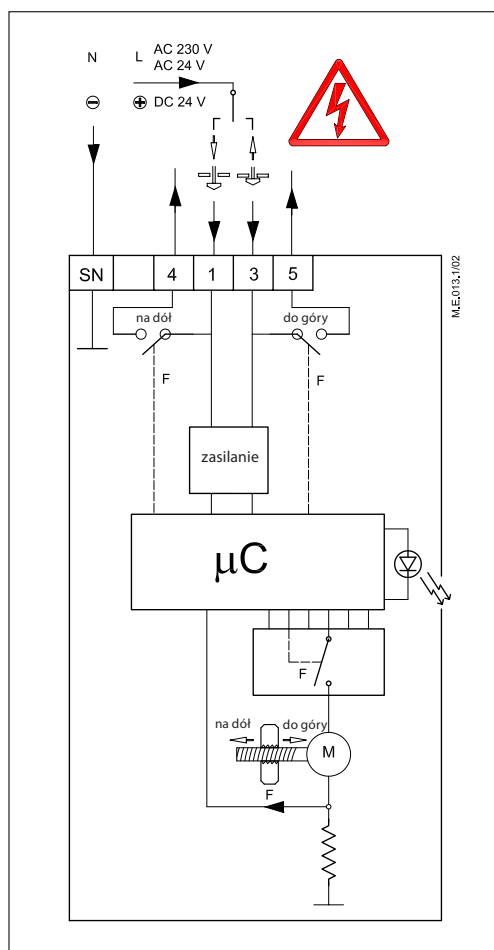 N L AC 230 V
AC 24 V
⊖ ⊕ DC 24 V
M.E.013.1/02
SN 4 1 3 5
na dół do góry
F F
zasilanie
µC
F
na dół do góry
M
F